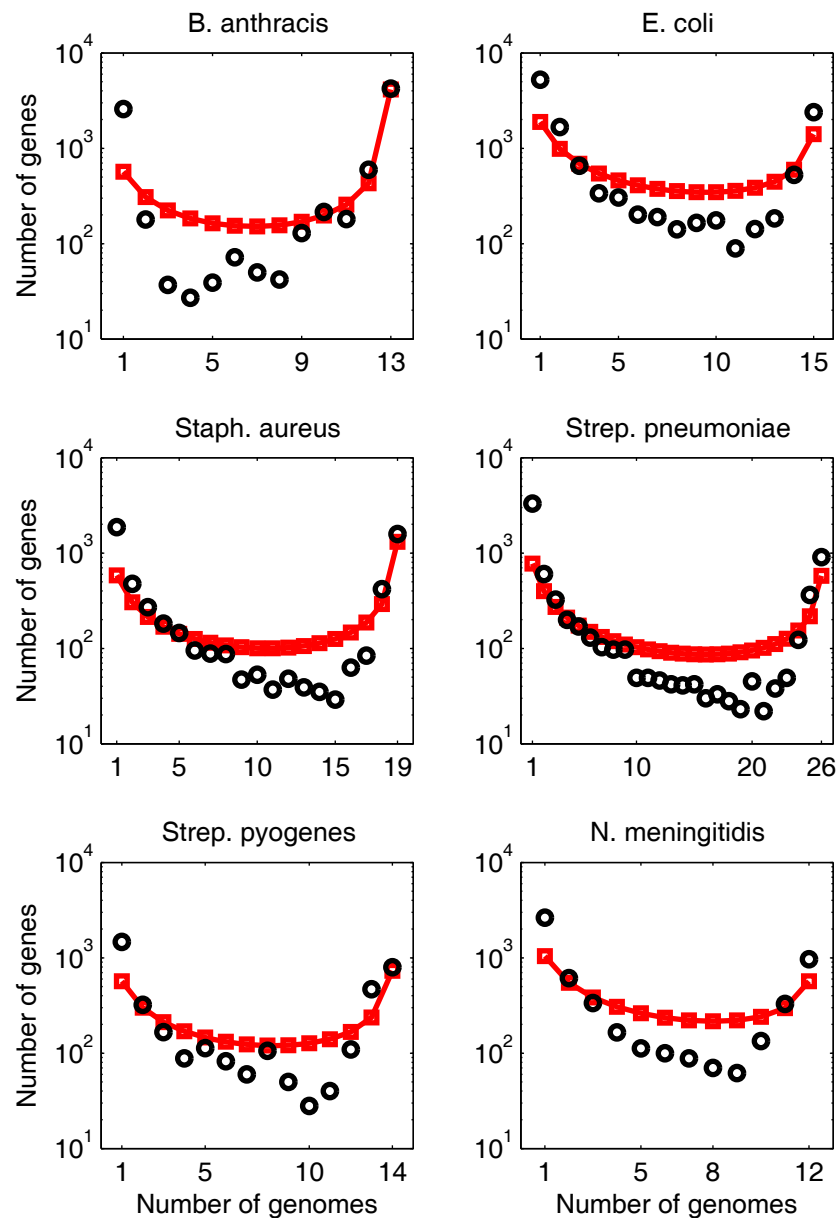 B. anthracis
Number of genes
10^4
10^3
10^2
10^1
1 5 9 13
E. coli
10^4
10^3
10^2
10^1
1 5 10 15
Staph. aureus
Number of genes
10^4
10^3
10^2
10^1
1 5 10 15 19
Strep. pneumoniae
10^4
10^3
10^2
10^1
1 10 20 26
Strep. pyogenes
Number of genes
10^4
10^3
10^2
10^1
1 5 10 14
Number of genomes
N. meningitidis
10^4
10^3
10^2
10^1
1 5 8 12
Number of genomes